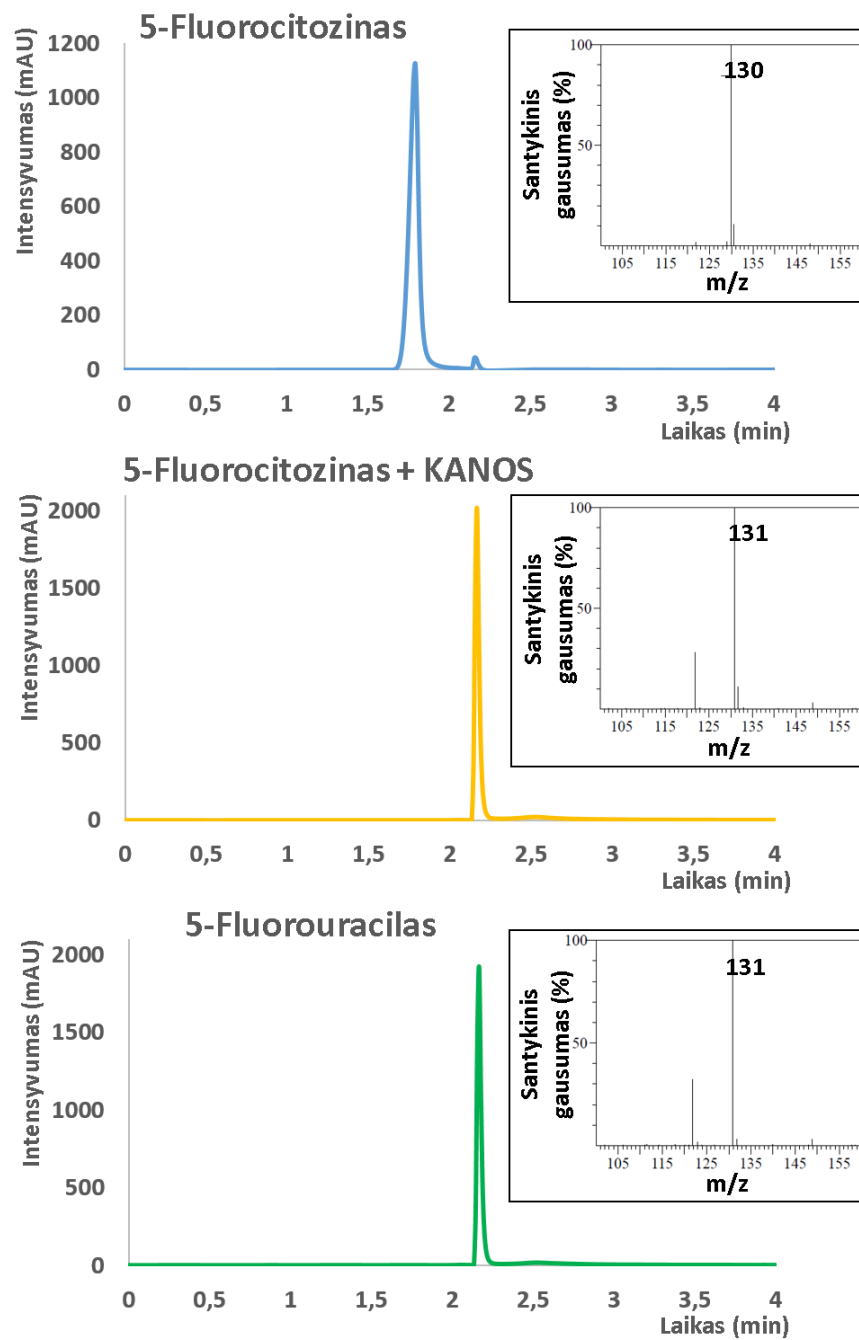 5-Fluorocitozinas
Intensyvumas (mAU)
1200
1000
800
600
400
200
0
0 0,5 1 1,5 2 2,5 3 3,5 4
Laikas (min)
Santykinis
gausumas (%)
100
50
130
105 115 125 135 145 155
m/z
5-Fluorocitozinas + KANOS
Intensyvumas (mAU)
2000
1500
1000
500
0
0 0,5 1 1,5 2 2,5 3 3,5 4
Laikas (min)
Santykinis
gausumas (%)
100
50
131
105 115 125 135 145 155
m/z
5-Fluorouracilas
Intensyvumas (mAU)
2000
1500
1000
500
0
0 0,5 1 1,5 2 2,5 3 3,5 4
Laikas (min)
Santykinis
gausumas (%)
100
50
131
105 115 125 135 145 155
m/z